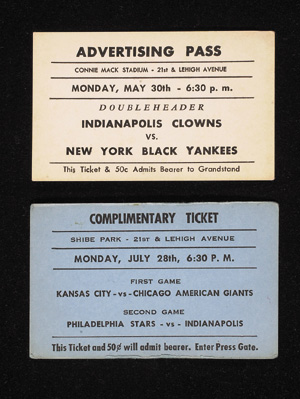 ADVERTISING PASS
CONNIE MACK STADIUM - 21st & LEHIGH AVENUE
MONDAY, MAY 30th - 6:30 p. m.
DOUBLEHEADER
INDIANAPOLIS CLOWNS
VS.
NEW YORK BLACK YANKEES
This Ticket & 50c Admits Bearer to Grandstand
COMPLIMENTARY TICKET
SHIBE PARK - 21st & LEHIGH AVENUE
MONDAY, JULY 28th, 6:30 P. M.
FIRST GAME
KANSAS CITY - vs - CHICAGO AMERICAN GIANTS
SECOND GAME
PHILADELPHIA STARS - vs - INDIANAPOLIS
This Ticket and 50¢ will admit bearer. Enter Press Gate.